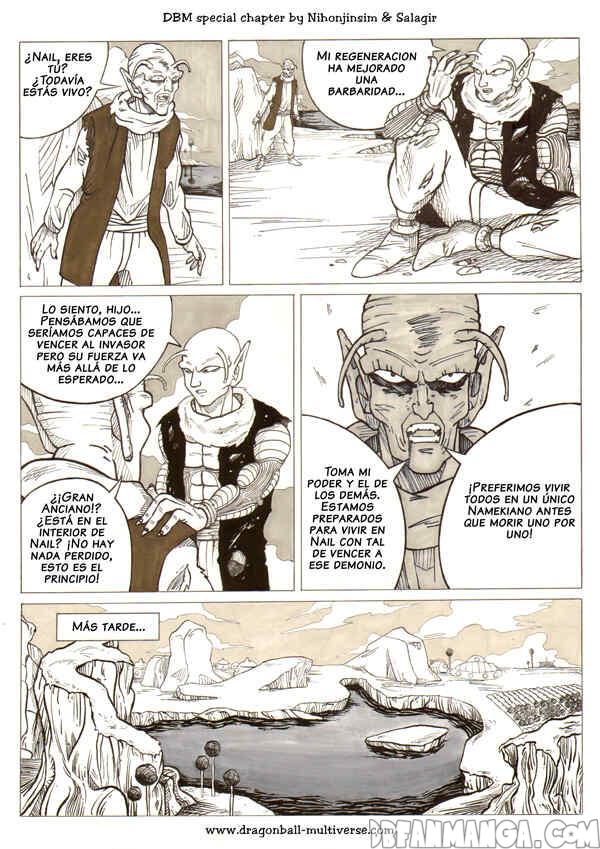 DBM special chapter by Nihonjinsim & Salagir
¿Nail, eres
tú?
¿Todavía
estás vivo?
Mi regeneracion
ha mejorado
una
barbaridad...
Lo siento, hijo...
Pensábamos que
seríamos capaces de
vencer al invasor
pero su fuerza va
más allá de lo
esperado...
¡¡Gran
Anciano!?
¿Está en el
interior de
Nail? ¡No hay
nada perdido,
esto es el
principio!
Toma mi
poder y el de
los demás.
Estamos
preparados
para vivir en
Nail con tal
de vencer a
ese demonio.
¡Preferimos vivir
todos en un único
Namekiano antes
que morir uno por
uno!
Más tarde...
www.dragonball-multiverse.com
DBFANMANGA.COM